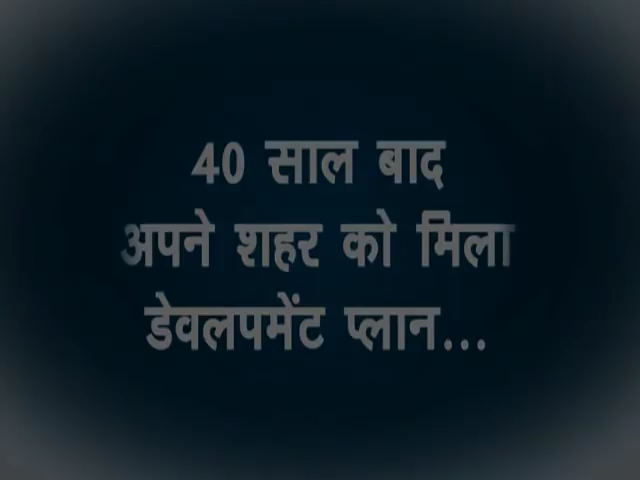 40 साल बाद
अपने शहर को मिला
डेवलपमेंट प्लान...